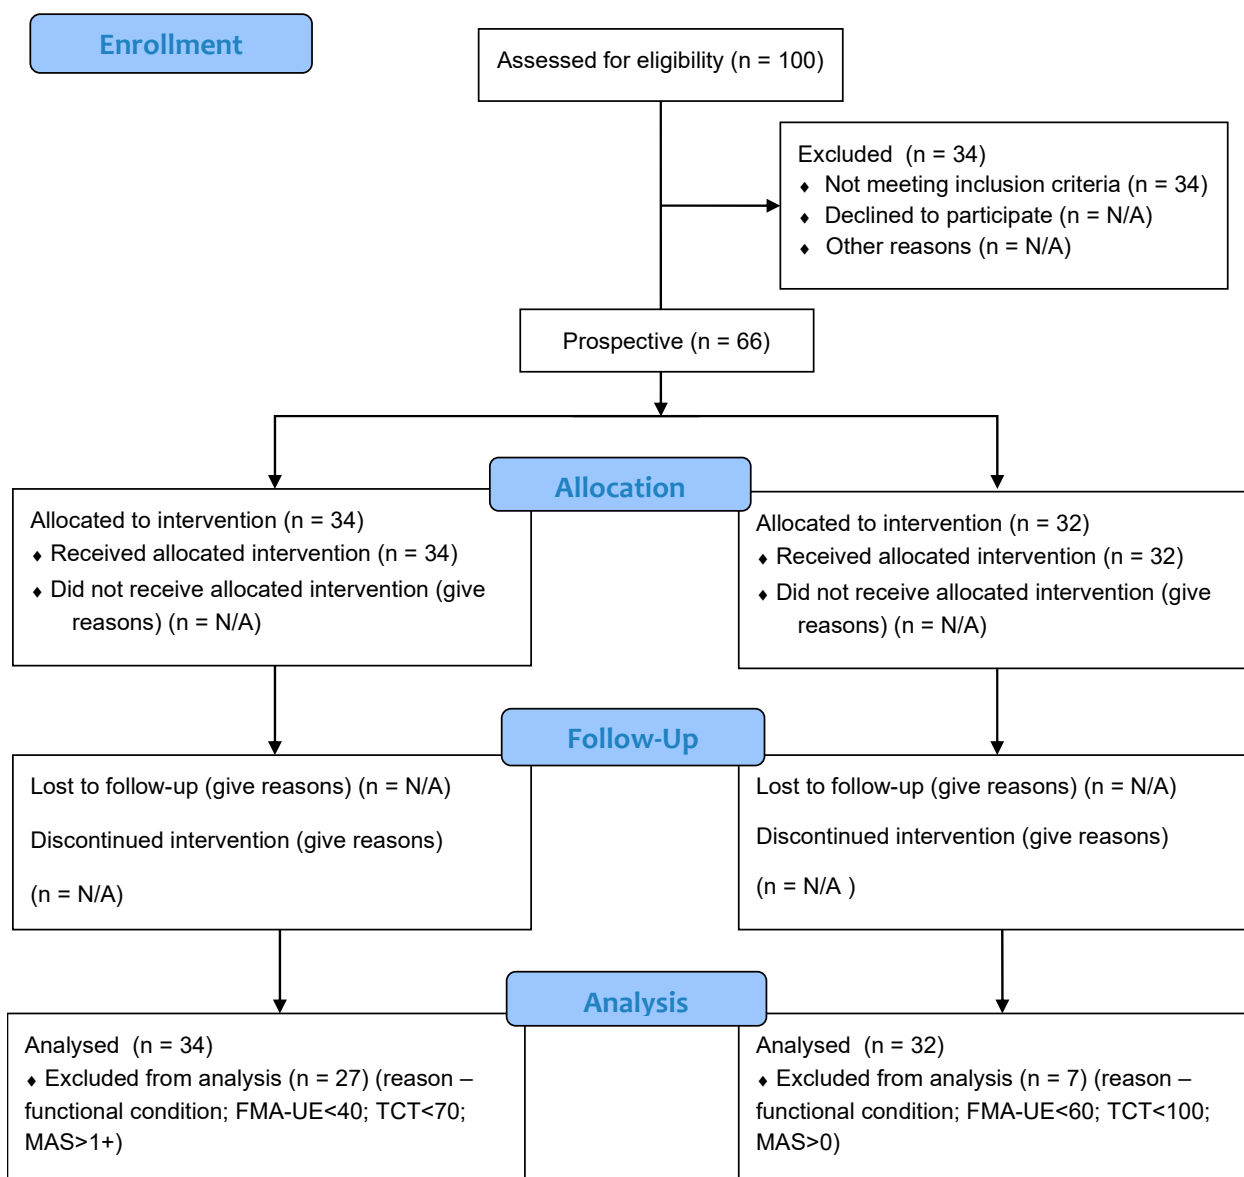 Enrollment
Assessed for eligibility (n = 100)
Excluded  (n = 34)
♦ Not meeting inclusion criteria (n = 34)
♦ Declined to participate (n = N/A)
♦ Other reasons (n = N/A)
Prospective (n = 66)
Allocation
Allocated to intervention (n = 34)
♦ Received allocated intervention (n = 34)
♦ Did not receive allocated intervention (give
reasons) (n = N/A)
Allocated to intervention (n = 32)
♦ Received allocated intervention (n = 32)
♦ Did not receive allocated intervention (give
reasons) (n = N/A)
Follow-Up
Lost to follow-up (give reasons) (n = N/A)
Discontinued intervention (give reasons)
(n = N/A)
Lost to follow-up (give reasons) (n = N/A)
Discontinued intervention (give reasons)
(n = N/A )
Analysis
Analysed  (n = 34)
♦ Excluded from analysis (n = 27) (reason –
functional condition; FMA-UE<40; TCT<70;
MAS>1+)
Analysed  (n = 32)
♦ Excluded from analysis (n = 7) (reason –
functional condition; FMA-UE<60; TCT<100;
MAS>0)